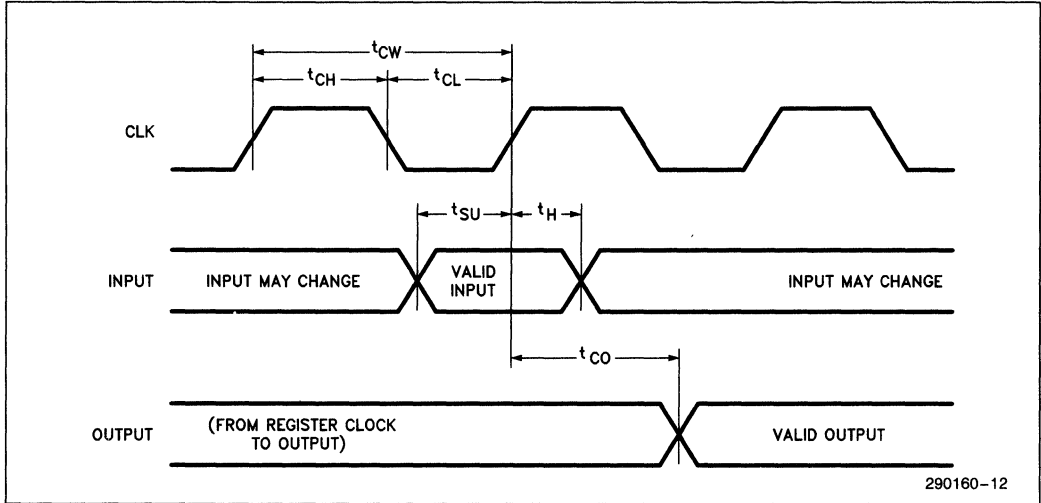 tCW
tCH
tCL
CLK
tSU
tH
INPUT
INPUT MAY CHANGE
VALID
INPUT
INPUT MAY CHANGE
tCO
OUTPUT
(FROM REGISTER CLOCK
TO OUTPUT)
VALID OUTPUT
290160-12